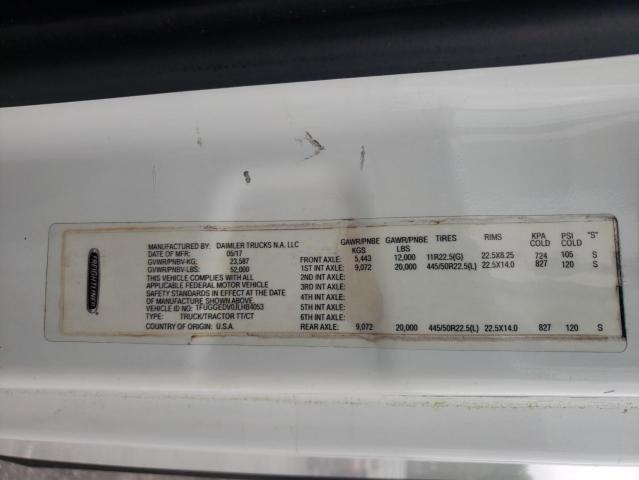 FREIGHTLINER
MANUFACTURED BY: DAIMLER TRUCKS N.A. LLC
DATE OF MFR: 05/17
GVWR/PNBV-KG: 23,587
GVWR/PNBV-LBS: 52,000
THIS VEHICLE COMPLIES WITH ALL
APPLICABLE FEDERAL MOTOR VEHICLE
SAFETY STANDARDS IN EFFECT AT THE DATE
OF MANUFACTURE SHOWN ABOVE.
VEHICLE ID NO: 1FUGGEDV0JLHB4053
TYPE: TRUCK/TRACTOR TT/CT
COUNTRY OF ORIGIN: U.S.A.
GAWR/PNBE KGS GAWR/PNBE LBS TIRES RIMS KPA COLD PSI COLD "S"
FRONT AXLE: 5,443 12,000 11R22.5(G) 22.5X8.25 724 105 S
1ST INT AXLE: 9,072 20,000 445/50R22.5(L) 22.5X14.0 827 120 S
2ND INT AXLE:
3RD INT AXLE:
4TH INT AXLE:
5TH INT AXLE:
6TH INT AXLE:
REAR AXLE: 9,072 20,000 445/50R22.5(L) 22.5X14.0 827 120 S